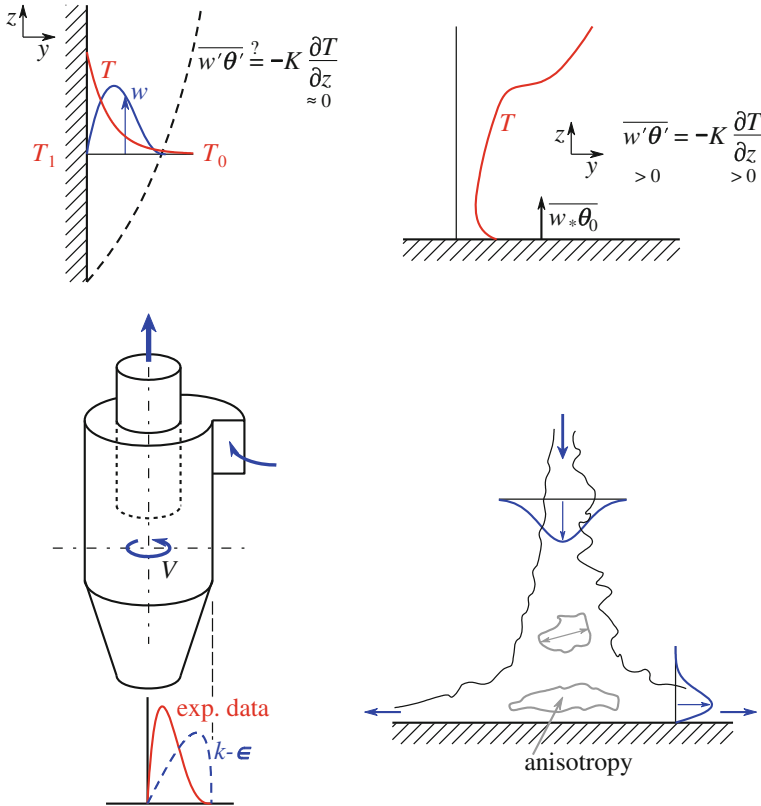 z
y
w′θ′ ?= −K ∂T/∂z
≈ 0
T
w
T₁
T₀
T
z
y
w′θ′ = −K ∂T/∂z
> 0 > 0
w*θ₀
V
exp. data
k-ϵ
anisotropy